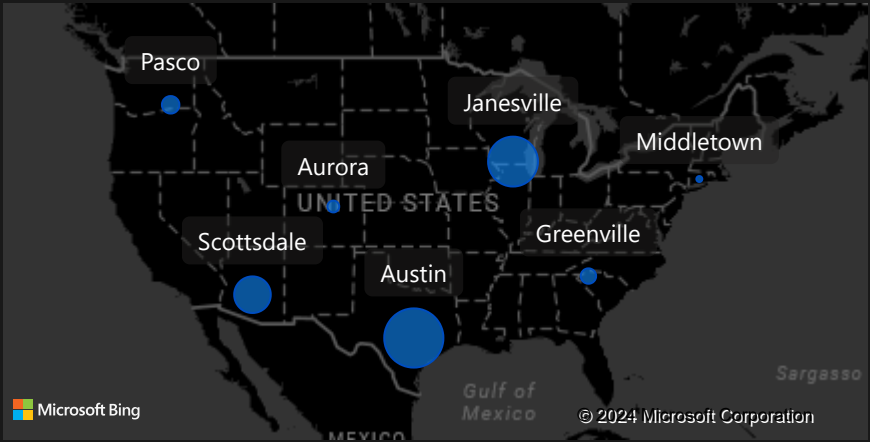 Pasco
Janesville
Middletown
Aurora
UNITED STATES
Scottsdale
Greenville
Austin
Sargasso
Gulf of
Mexico
Microsoft Bing
© 2024 Microsoft Corporation
MEXICO